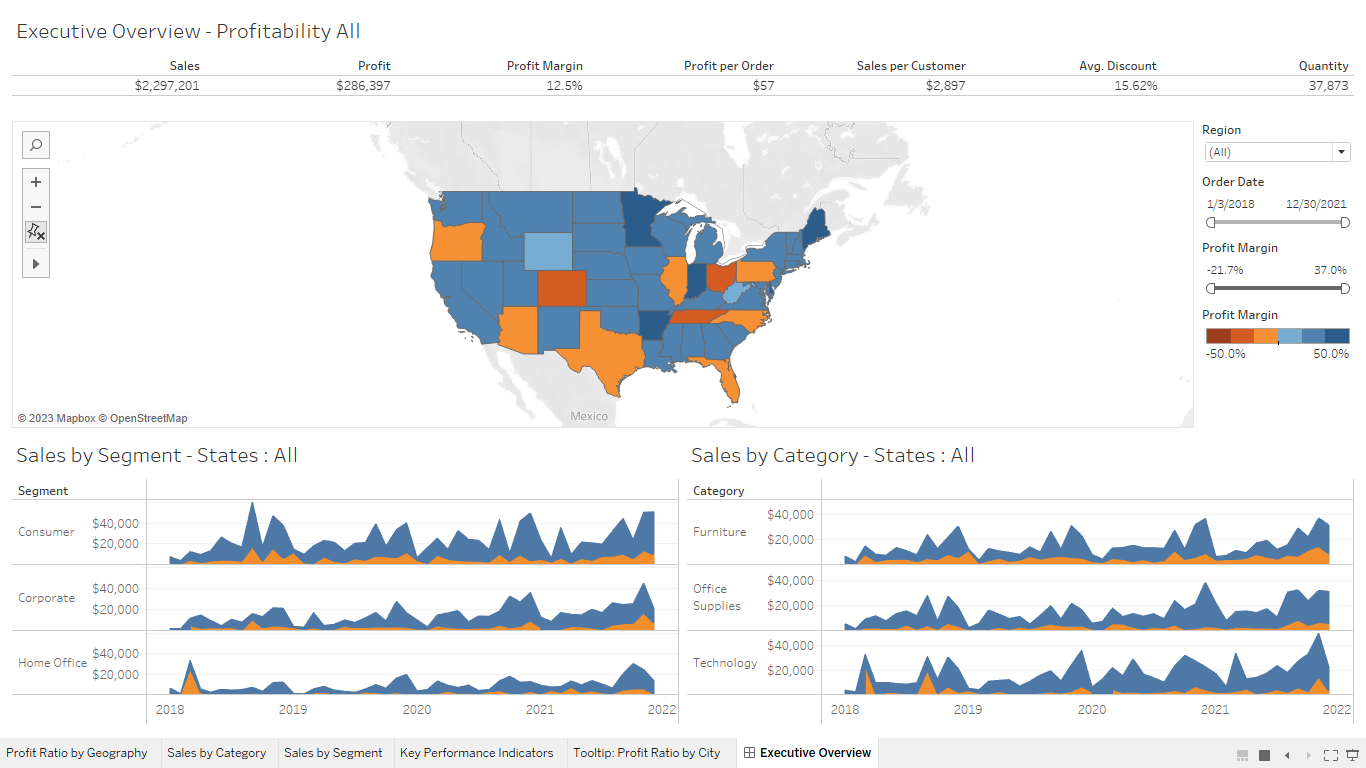 Executive Overview - Profitability All
Sales Profit Profit Margin Profit per Order Sales per Customer Avg. Discount Quantity
$2,297,201 $286,397 12.5% $57 $2,897 15.62% 37,873
Region
(All)
Order Date
1/3/2018 12/30/2021
Profit Margin
-21.7% 37.0%
Profit Margin
-50.0% 50.0%
Mexico
© 2023 Mapbox © OpenStreetMap
Sales by Segment - States : All
Segment
Consumer
$40,000
$20,000
Corporate
$40,000
$20,000
Home Office
$40,000
$20,000
2018 2019 2020 2021 2022
Sales by Category - States : All
Category
Furniture
$40,000
$20,000
Office
Supplies
$40,000
$20,000
Technology
$40,000
$20,000
2018 2019 2020 2021 2022
Profit Ratio by Geography Sales by Category Sales by Segment Key Performance Indicators Tooltip: Profit Ratio by City Executive Overview